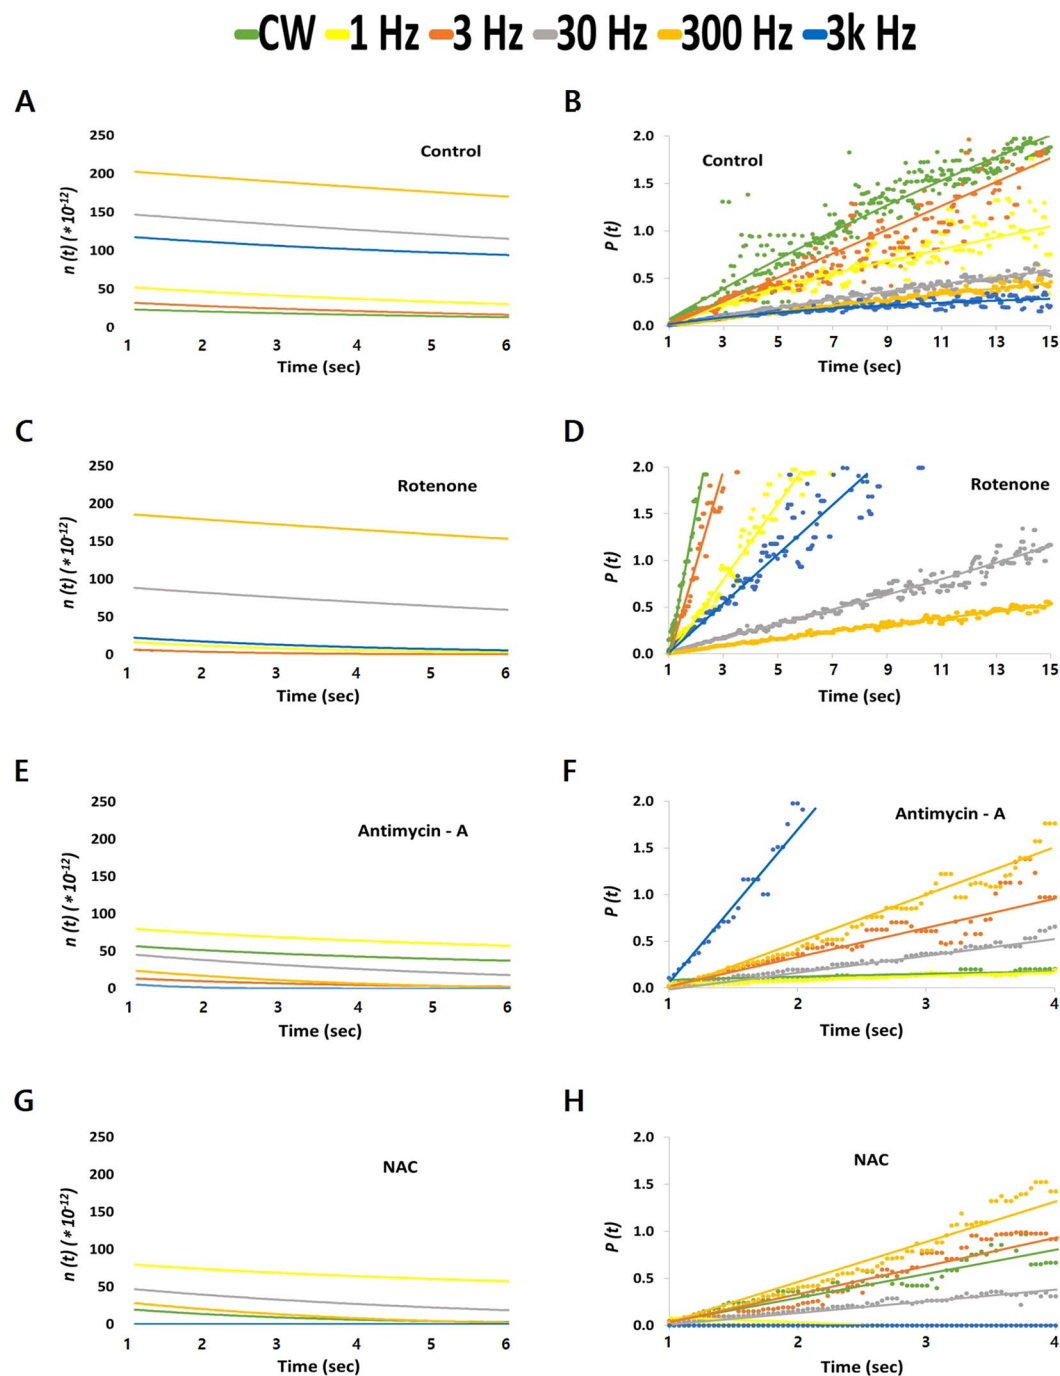 CW 1 Hz 3 Hz 30 Hz 300 Hz 3k Hz
A
250
200
150
100
50
0
n (t) (*10-12)
Control
1 2 3 4 5 6
Time (sec)
B
2.0
1.5
1.0
0.5
0.0
P (t)
Control
1 3 5 7 9 11 13 15
Time (sec)
C
250
200
150
100
50
0
n (t) (*10-12)
Rotenone
1 2 3 4 5 6
Time (sec)
D
2.0
1.5
1.0
0.5
0.0
P (t)
Rotenone
1 3 5 7 9 11 13 15
Time (sec)
E
250
200
150
100
50
0
n (t) (*10-12)
Antimycin - A
1 2 3 4 5 6
Time (sec)
F
2.0
1.5
1.0
0.5
0.0
P (t)
Antimycin - A
1 2 3 4
Time (sec)
G
250
200
150
100
50
0
n (t) (*10-12)
NAC
1 2 3 4 5 6
Time (sec)
H
2.0
1.5
1.0
0.5
0.0
P (t)
NAC
1 2 3 4
Time (sec)